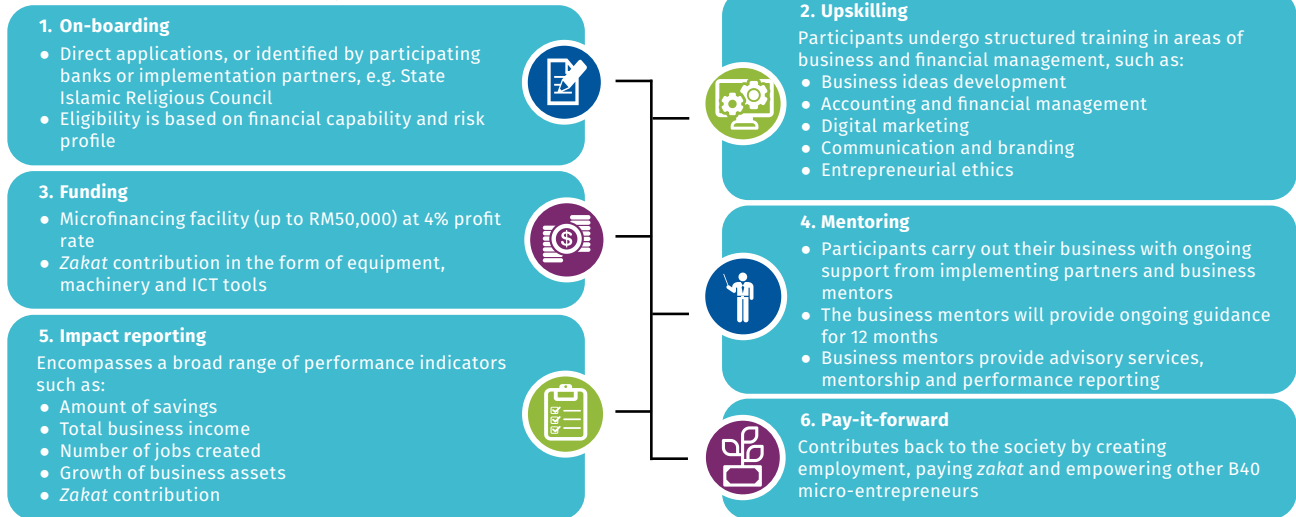 1. On-boarding
● Direct applications, or identified by participating
banks or implementation partners, e.g. State
Islamic Religious Council
● Eligibility is based on financial capability and risk
profile
2. Upskilling
Participants undergo structured training in areas of
business and financial management, such as:
● Business ideas development
● Accounting and financial management
● Digital marketing
● Communication and branding
● Entrepreneurial ethics
3. Funding
● Microfinancing facility (up to RM50,000) at 4% profit
rate
● Zakat contribution in the form of equipment,
machinery and ICT tools
$
4. Mentoring
● Participants carry out their business with ongoing
support from implementing partners and business
mentors
● The business mentors will provide ongoing guidance
for 12 months
● Business mentors provide advisory services,
mentorship and performance reporting
5. Impact reporting
Encompasses a broad range of performance indicators
such as:
● Amount of savings
● Total business income
● Number of jobs created
● Growth of business assets
● Zakat contribution
6. Pay-it-forward
Contributes back to the society by creating
employment, paying zakat and empowering other B40
micro-entrepreneurs